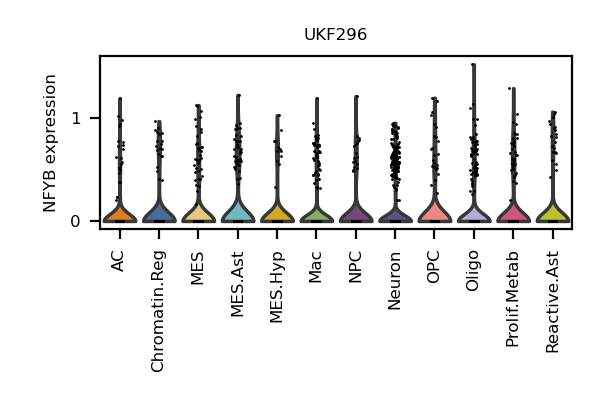 UKF296
NFYB expression
1
0
AC
Chromatin.Reg
MES
MES.Ast
MES.Hyp
Mac
NPC
Neuron
OPC
Oligo
Prolif.Metab
Reactive.Ast